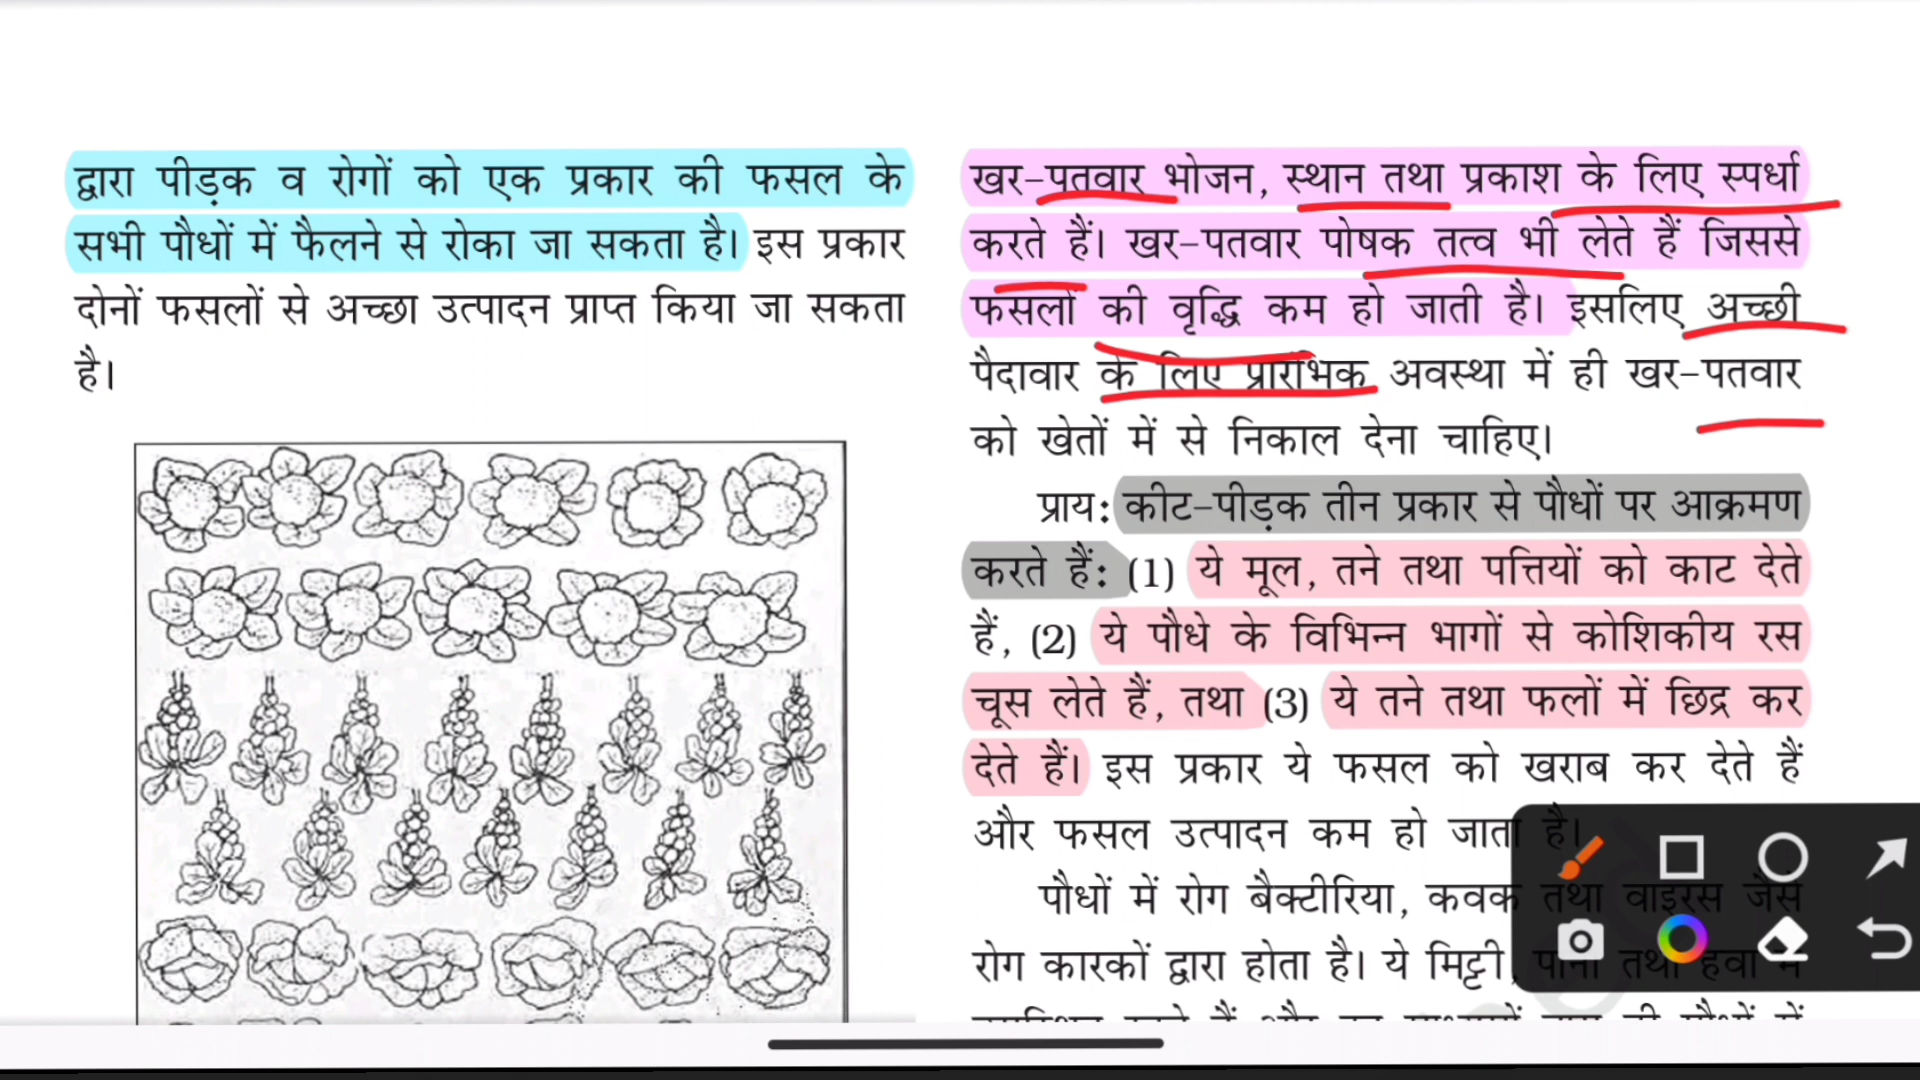 द्वारा पीड़क व रोगों को एक प्रकार की फसल के
सभी पौधों में फैलने से रोका जा सकता है। इस प्रकार
दोनों फसलों से अच्छा उत्पादन प्राप्त किया जा सकता
है।
खर-पतवार भोजन, स्थान तथा प्रकाश के लिए स्पर्धा
करते हैं। खर-पतवार पोषक तत्व भी लेते हैं जिससे
फसलों की वृद्धि कम हो जाती है। इसलिए अच्छी
पैदावार के लिए प्रारंभिक अवस्था में ही खर-पतवार
को खेतों में से निकाल देना चाहिए।
प्राय: कीट-पीड़क तीन प्रकार से पौधों पर आक्रमण
करते हैं: (1) ये मूल, तने तथा पत्तियों को काट देते
हैं, (2) ये पौधे के विभिन्न भागों से कोशिकीय रस
चूस लेते हैं, तथा (3) ये तने तथा फलों में छिद्र कर
देते हैं। इस प्रकार ये फसल को खराब कर देते हैं
और फसल उत्पादन कम हो जाता है।
पौधों में रोग बैक्टीरिया, कवक तथा वाइरस जैसे
रोग कारकों द्वारा होता है। ये मिट्टी, पानी तथा हवा में